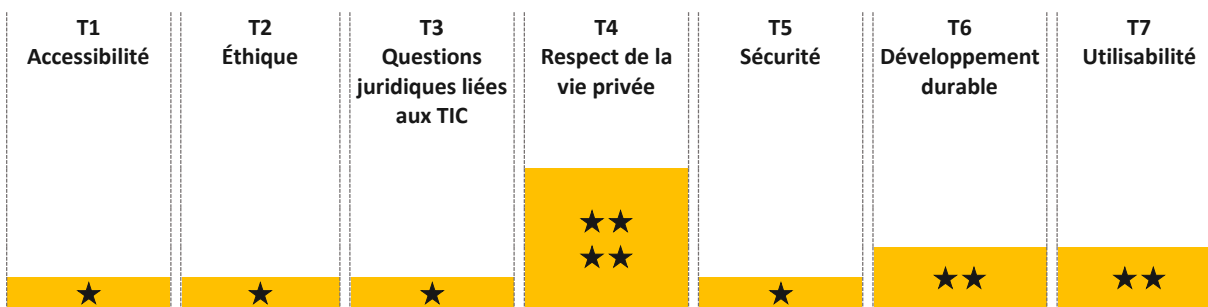 T1
Accessibilité
T2
Éthique
T3
Questions
juridiques liées
aux TIC
T4
Respect de la
vie privée
T5
Sécurité
T6
Développement
durable
T7
Utilisabilité
★
★
★
★★
★★
★
★★
★★